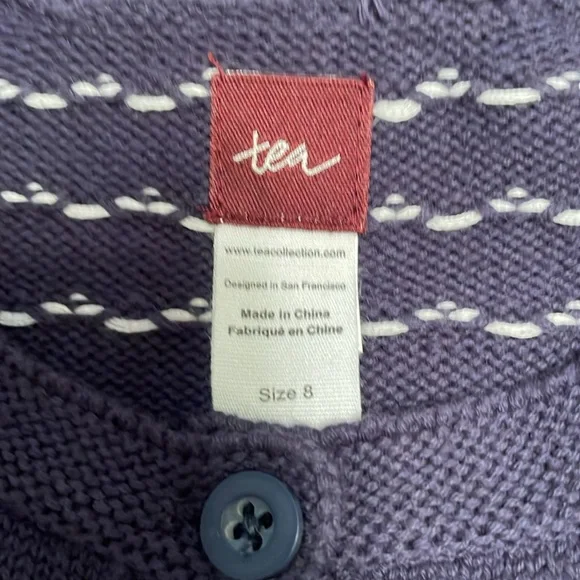 tea
www.teacollection.com
Designed in San Francisco
Made in China
Fabriqué en Chine
Size 8